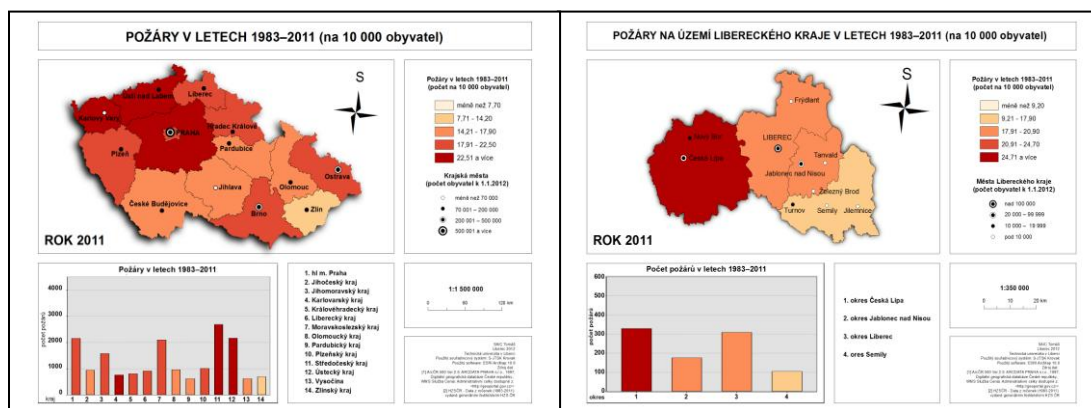 POŽÁRY V LETECH 1983–2011 (na 10 000 obyvatel)
S
Karlovy Vary
Liberec
PRAHA
Hradec Králové
Plzeň
Pardubice
Ostrava
Jihlava
Olomouc
České Budějovice
Brno
Zlín
ROK 2011
Požáry v letech 1983–2011
(počet na 10 000 obyvatel)
méně než 7,70
7,71 - 14,20
14,21 - 17,90
17,91 - 22,50
22,51 a více
Krajská města
(počet obyvatel k 1.1.2012)
méně než 70 000
70 001 – 200 000
200 001 – 500 000
500 001 a více
Požáry v letech 1983–2011
počet požárů
4000
3000
2000
1000
0
kraj
1 2 3 4 5 6 7 8 9 10 11 12 13 14
1. hl m. Praha
2. Jihočeský kraj
3. Jihomoravský kraj
4. Karlovarský kraj
5. Královéhradecký kraj
6. Liberecký kraj
7. Moravskoslezský kraj
8. Olomoucký kraj
9. Pardubický kraj
10. Plzeňský kraj
11. Středočeský kraj
12. Ústecký kraj
13. Vysočina
14. Zlínský kraj
1:1 500 000
0 60 120 km
POŽÁRY NA ÚZEMÍ LIBERECKÉHO KRAJE V LETECH 1983–2011 (na 10 000 obyvatel)
S
Frýdlant
Nový Bor
LIBEREC
Česká Lípa
Tanvald
Jablonec nad Nisou
Železný Brod
Turnov
Semily
Jilemnice
ROK 2011
Požáry v letech 1983–2011
(počet na 10 000 obyvatel)
méně než 9,20
9,21 - 17,90
17,91 - 20,90
20,91 - 24,70
24,71 a více
Města Libereckého kraje
(počet obyvatel k 1.1.2012)
nad 100 000
20 000 – 99 999
10 000 – 19 999
pod 10 000
Počet požárů v letech 1983–2011
počet požárů
600
500
400
300
200
100
0
okres
1 2 3 4
1. okres Česká Lípa
2. okres Jablonec nad Nisou
3. okres Liberec
4. ores Semily
1:350 000
0 10 20 km